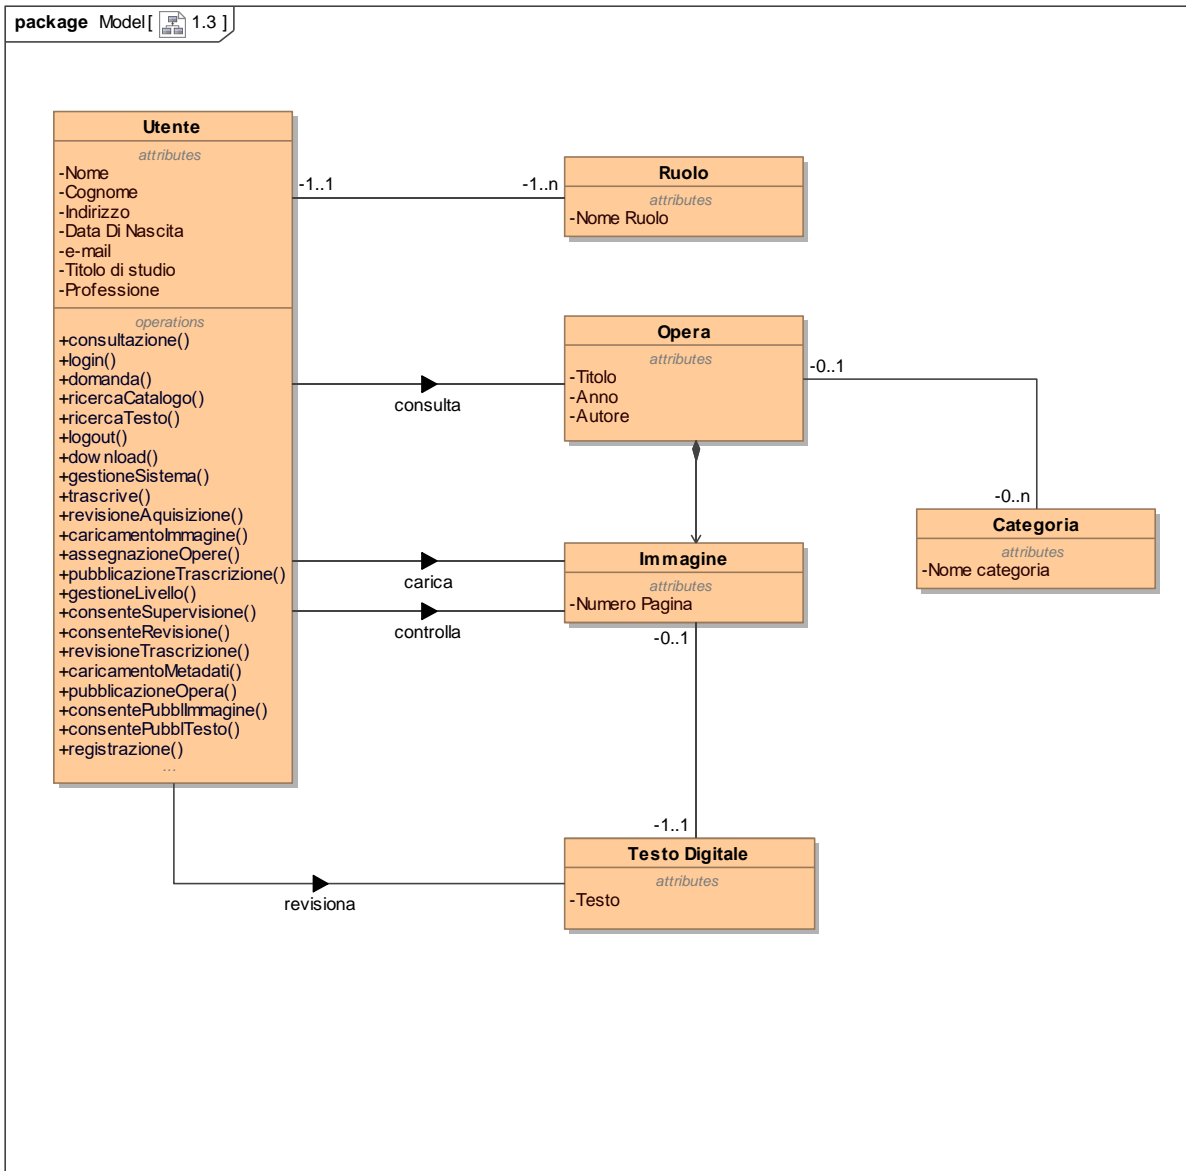 package Model [ 1.3 ]
Utente
attributes
-Nome
-Cognome
-Indirizzo
-Data Di Nascita
-e-mail
-Titolo di studio
-Professione
operations
+consultazione()
+login()
+domanda()
+ricercaCatalogo()
+ricercaTesto()
+logout()
+download()
+gestioneSistema()
+trascrive()
+revisioneAquisizione()
+caricamentoImmagine()
+assegnazioneOpere()
+pubblicazioneTrascrizione()
+gestioneLivello()
+consenteSupervisione()
+consenteRevisione()
+revisioneTrascrizione()
+caricamentoMetadati()
+pubblicazioneOpera()
+consentePubblImmagine()
+consentePubblTesto()
+registrazione()
...
-1..1
-1..n
Ruolo
attributes
-Nome Ruolo
consulta
Opera
attributes
-Titolo
-Anno
-Autore
-0..1
-0..n
Categoria
attributes
-Nome categoria
carica
controlla
Immagine
attributes
-Numero Pagina
-0..1
-1..1
Testo Digitale
attributes
-Testo
revisiona